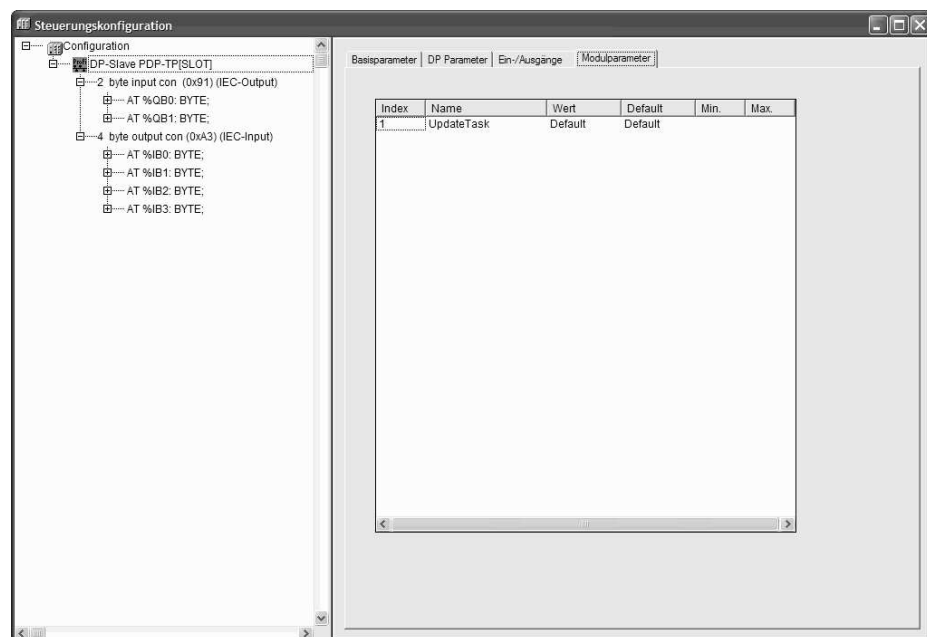 Steuerungskonfiguration
Configuration
DP-Slave PDP-TP[SLOT]
2 byte input con (0x91) (IEC-Output)
AT %QB0: BYTE;
AT %QB1: BYTE;
4 byte output con (0xA3) (IEC-Input)
AT %IB0: BYTE;
AT %IB1: BYTE;
AT %IB2: BYTE;
AT %IB3: BYTE;
Basisparameter DP Parameter Ein-/Ausgänge Modulparameter
Index Name Wert Default Min. Max.
1 UpdateTask Default Default